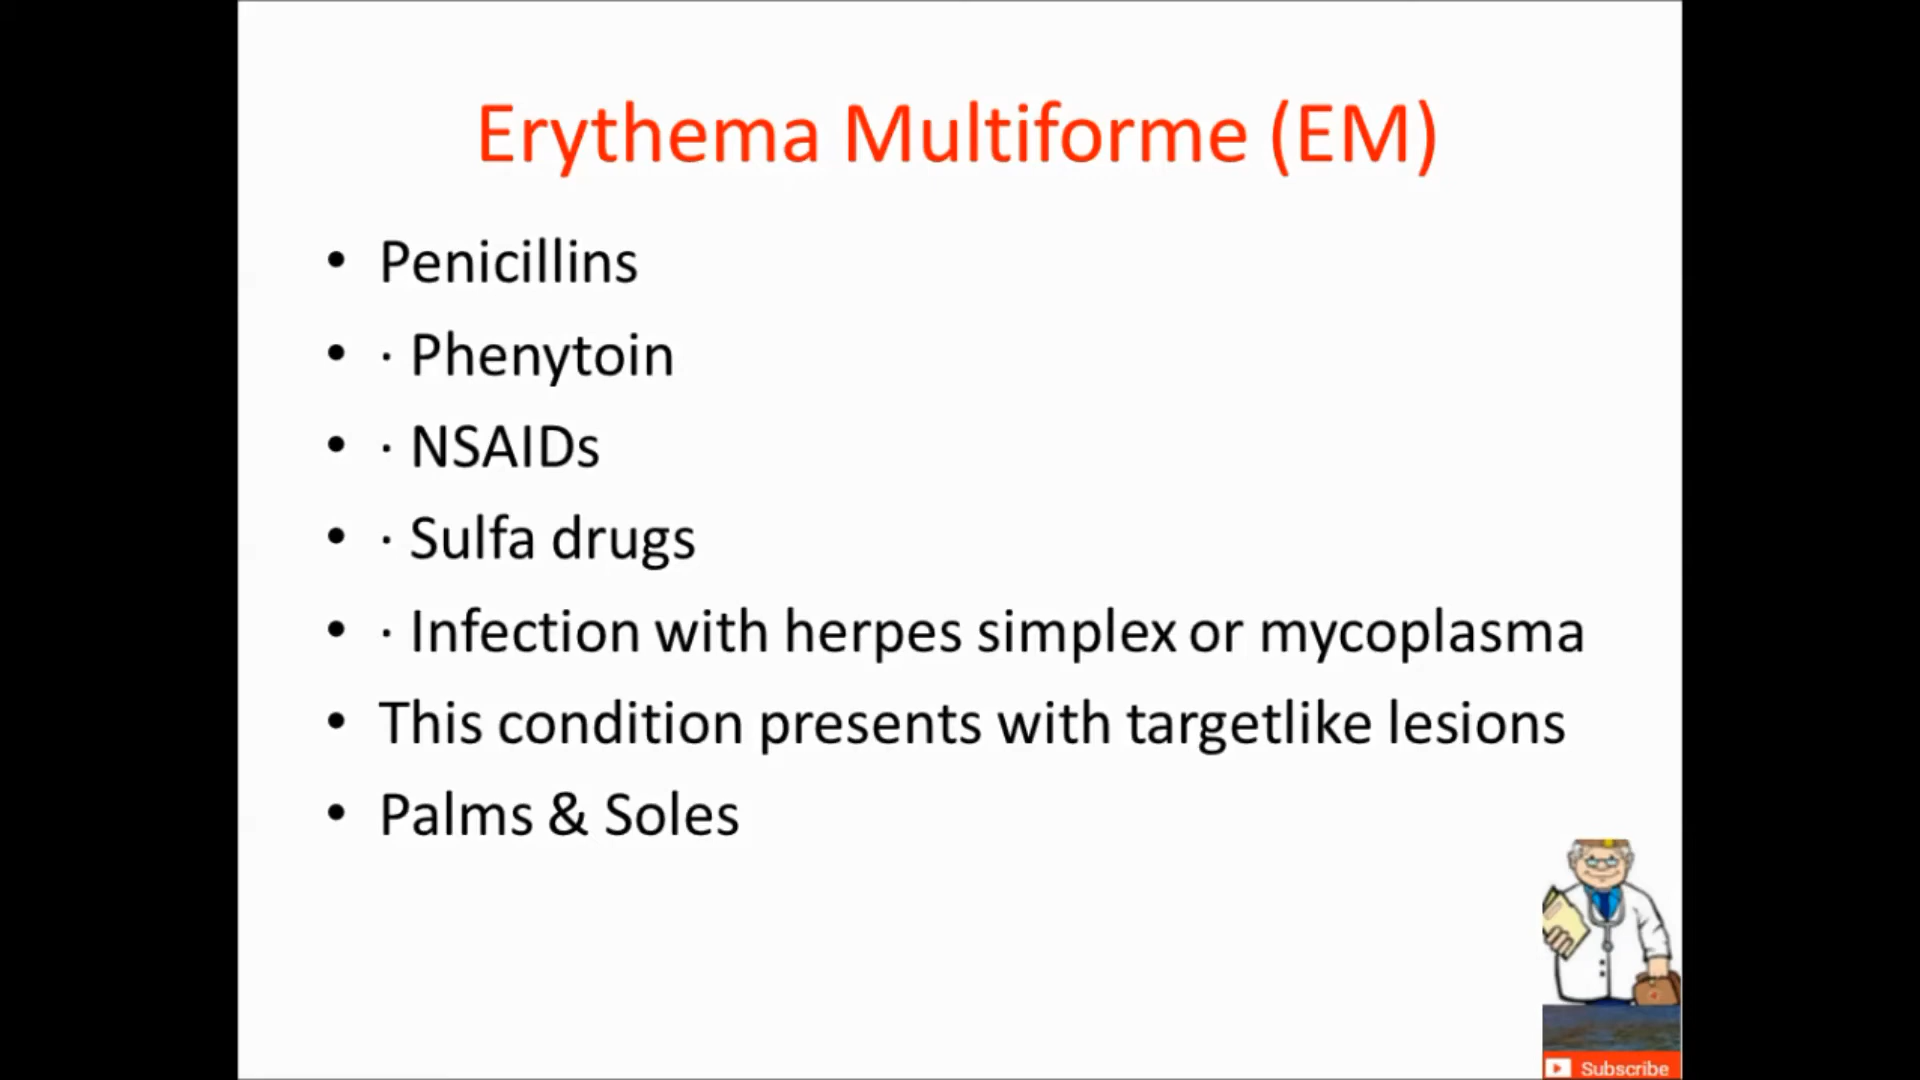 Erythema Multiforme (EM)
• Penicillins
• · Phenytoin
• · NSAIDs
• · Sulfa drugs
• · Infection with herpes simplex or mycoplasma
• This condition presents with targetlike lesions
• Palms & Soles
Subscribe